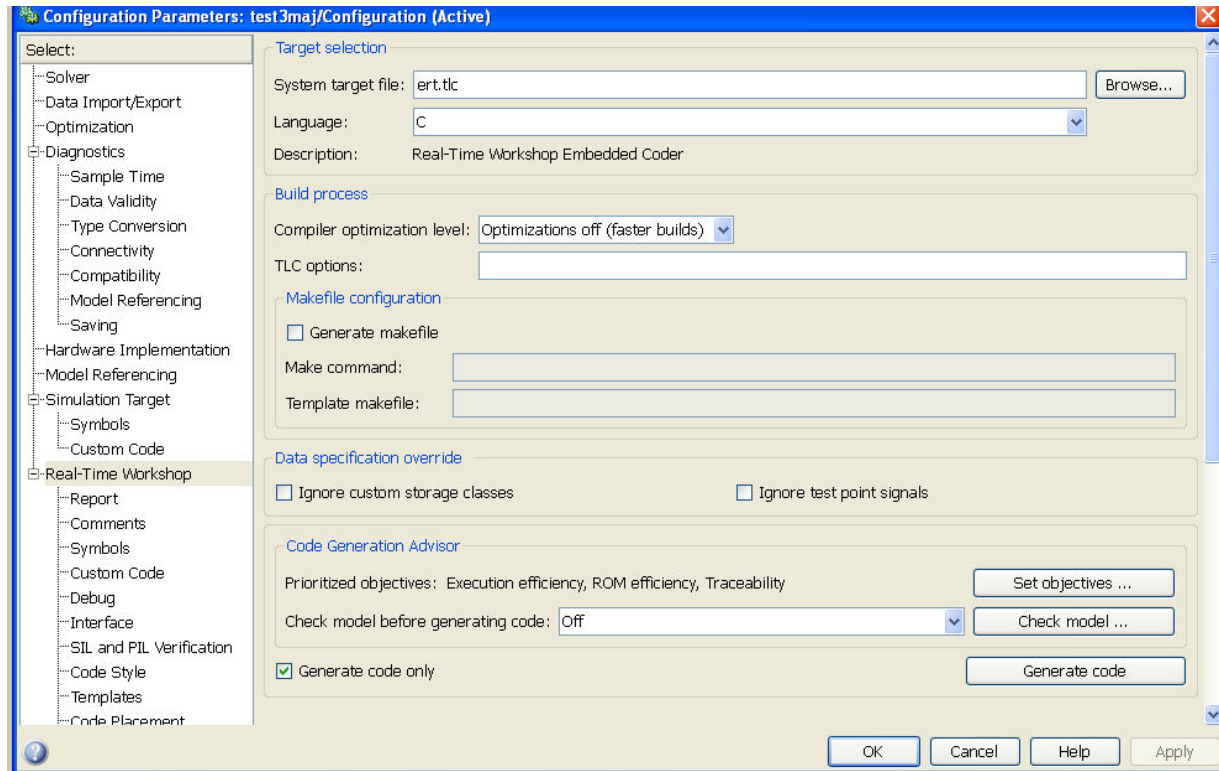 Configuration Parameters: test3maj/Configuration (Active)
Select:
Solver
Data Import/Export
Optimization
Diagnostics
Sample Time
Data Validity
Type Conversion
Connectivity
Compatibility
Model Referencing
Saving
Hardware Implementation
Model Referencing
Simulation Target
Symbols
Custom Code
Real-Time Workshop
Report
Comments
Symbols
Custom Code
Debug
Interface
SIL and PIL Verification
Code Style
Templates
Code Placement
Target selection
System target file: ert.tlc Browse...
Language: C
Description: Real-Time Workshop Embedded Coder
Build process
Compiler optimization level: Optimizations off (faster builds)
TLC options:
Makefile configuration
Generate makefile
Make command:
Template makefile:
Data specification override
Ignore custom storage classes Ignore test point signals
Code Generation Advisor
Prioritized objectives: Execution efficiency, ROM efficiency, Traceability Set objectives ...
Check model before generating code: Off Check model ...
Generate code only Generate code
OK Cancel Help Apply